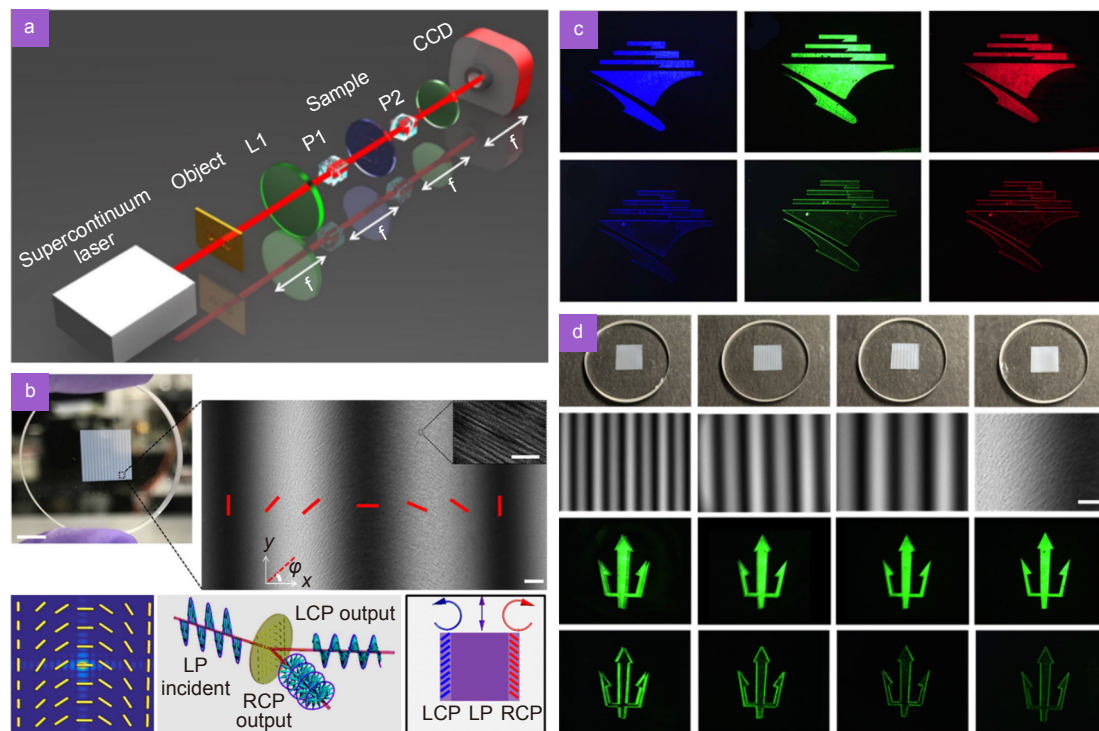 a
CCD
P2
Sample
P1
L1
Object
Supercontinuum
laser
f
f
f
f
b
y
φ
x
LP
incident
LCP output
RCP
output
LCP
LP
RCP
c
d